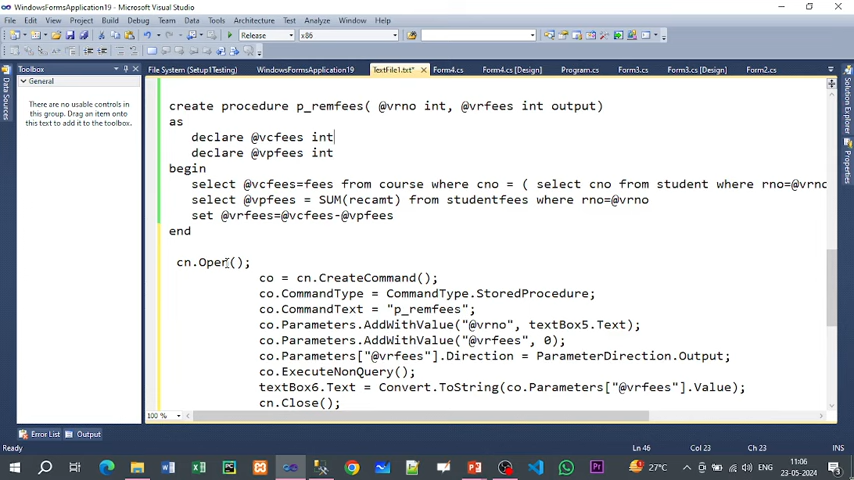 WindowsFormsApplication19 - Microsoft Visual Studio
File Edit View Project Build Debug Team Data Tools Architecture Test Analyze Window Help
Release x86
Toolbox
General
There are no usable controls in this group. Drag an item onto this text to add it to the toolbox.
Data Sources
File System (Setup1Testing) WindowsFormsApplication19 TextFile1.txt* Form4.cs Form4.cs [Design] Program.cs Form3.cs Form3.cs [Design] Form2.cs
Solution Explorer
Properties
create procedure p_remfees( @vrno int, @vrfees int output)
as
declare @vcfees int
declare @vpfees int
begin
select @vcfees=fees from course where cno = ( select cno from student where rno=@vrno
select @vpfees = SUM(recamt) from studentfees where rno=@vrno
set @vrfees=@vcfees-@vpfees
end
cn.Open();
co = cn.CreateCommand();
co.CommandType = CommandType.StoredProcedure;
co.CommandText = "p_remfees";
co.Parameters.AddWithValue("@vrno", textBox5.Text);
co.Parameters.AddWithValue("@vrfees", 0);
co.Parameters["@vrfees"].Direction = ParameterDirection.Output;
co.ExecuteNonQuery();
textBox6.Text = Convert.ToString(co.Parameters["@vrfees"].Value);
cn.Close();
100 %
Error List Output
Ready Ln 46 Col 23 Ch 23 INS
27°C ENG 11:06 23-05-2024